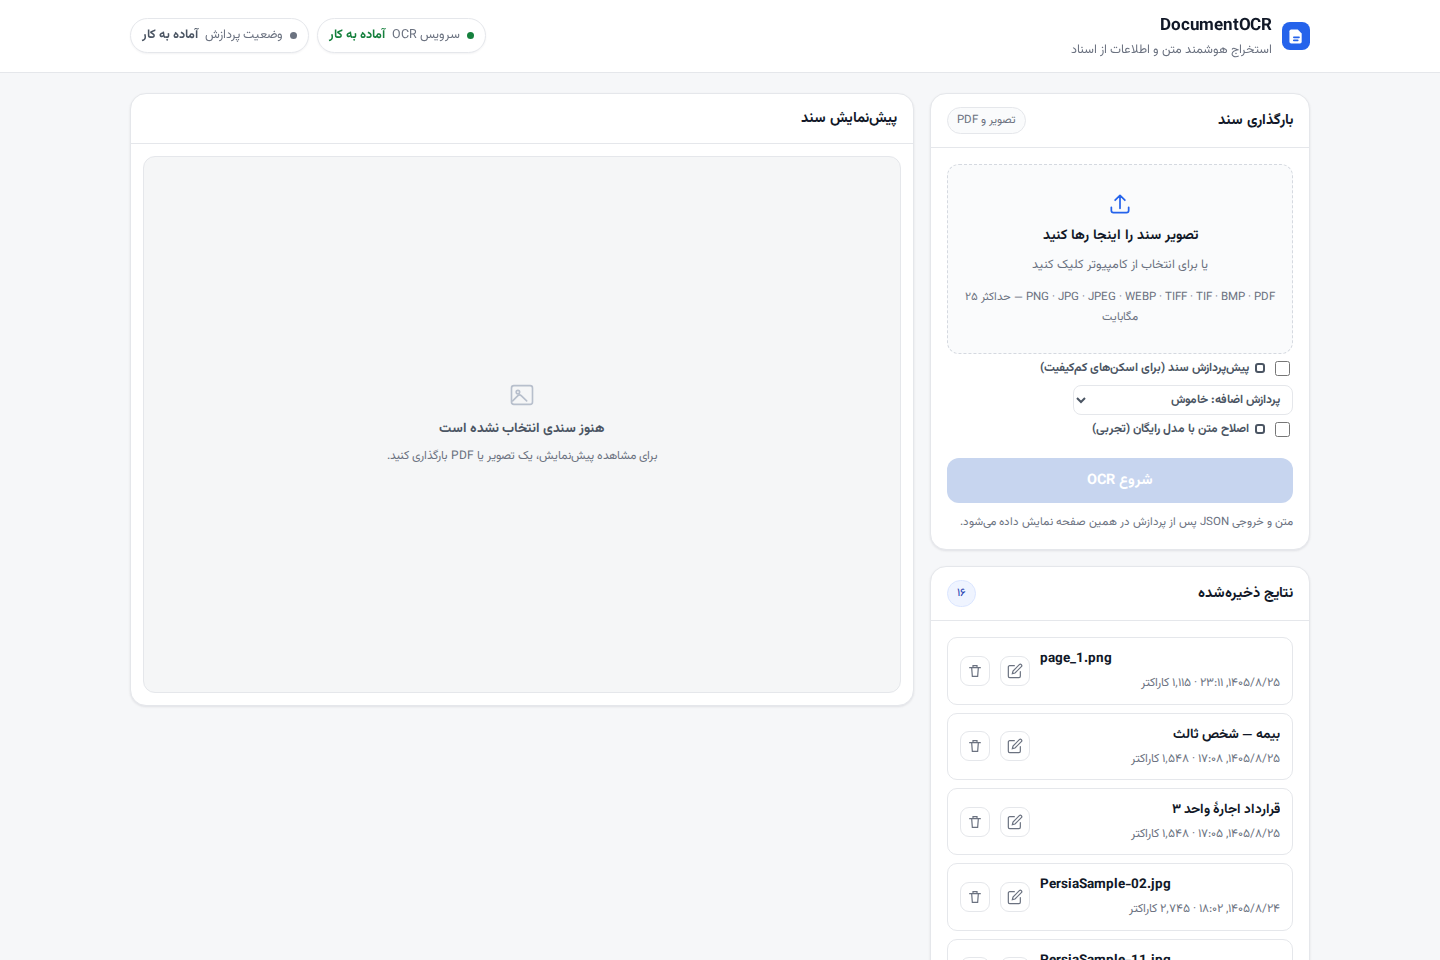 DocumentOCR
استخراج هوشمند متن و اطلاعات از اسناد
سرویس OCR آماده به کار
وضعیت پردازش آماده به کار
بارگذاری سند
تصویر و PDF
تصویر سند را اینجا رها کنید
یا برای انتخاب از کامپیوتر کلیک کنید
PNG · JPG · JPEG · WEBP · TIFF · TIF · BMP · PDF — حداکثر ۲۵
مگابایت
پیش‌پردازش سند (برای اسکن‌های کم‌کیفیت)
پردازش اضافه: خاموش
اصلاح متن با مدل رایگان (تجربی)
شروع OCR
متن و خروجی JSON پس از پردازش در همین صفحه نمایش داده می‌شود.
نتایج ذخیره‌شده
۱۶
page_1.png
۱۴۰۵/۸/۲۵, ۲۳:۱۱ · ۱,۱۱۵ کاراکتر
بیمه — شخص ثالث
۱۴۰۵/۸/۲۵, ۱۷:۰۸ · ۱,۵۴۸ کاراکتر
قرارداد اجارهٔ واحد ۳
۱۴۰۵/۸/۲۵, ۱۷:۰۵ · ۱,۵۴۸ کاراکتر
PersiaSample-02.jpg
۱۴۰۵/۸/۲۴, ۱۸:۰۲ · ۲,۷۴۵ کاراکتر
PersiaSample-11.jpg
پیش‌نمایش سند
هنوز سندی انتخاب نشده است
برای مشاهده پیش‌نمایش، یک تصویر یا PDF بارگذاری کنید.